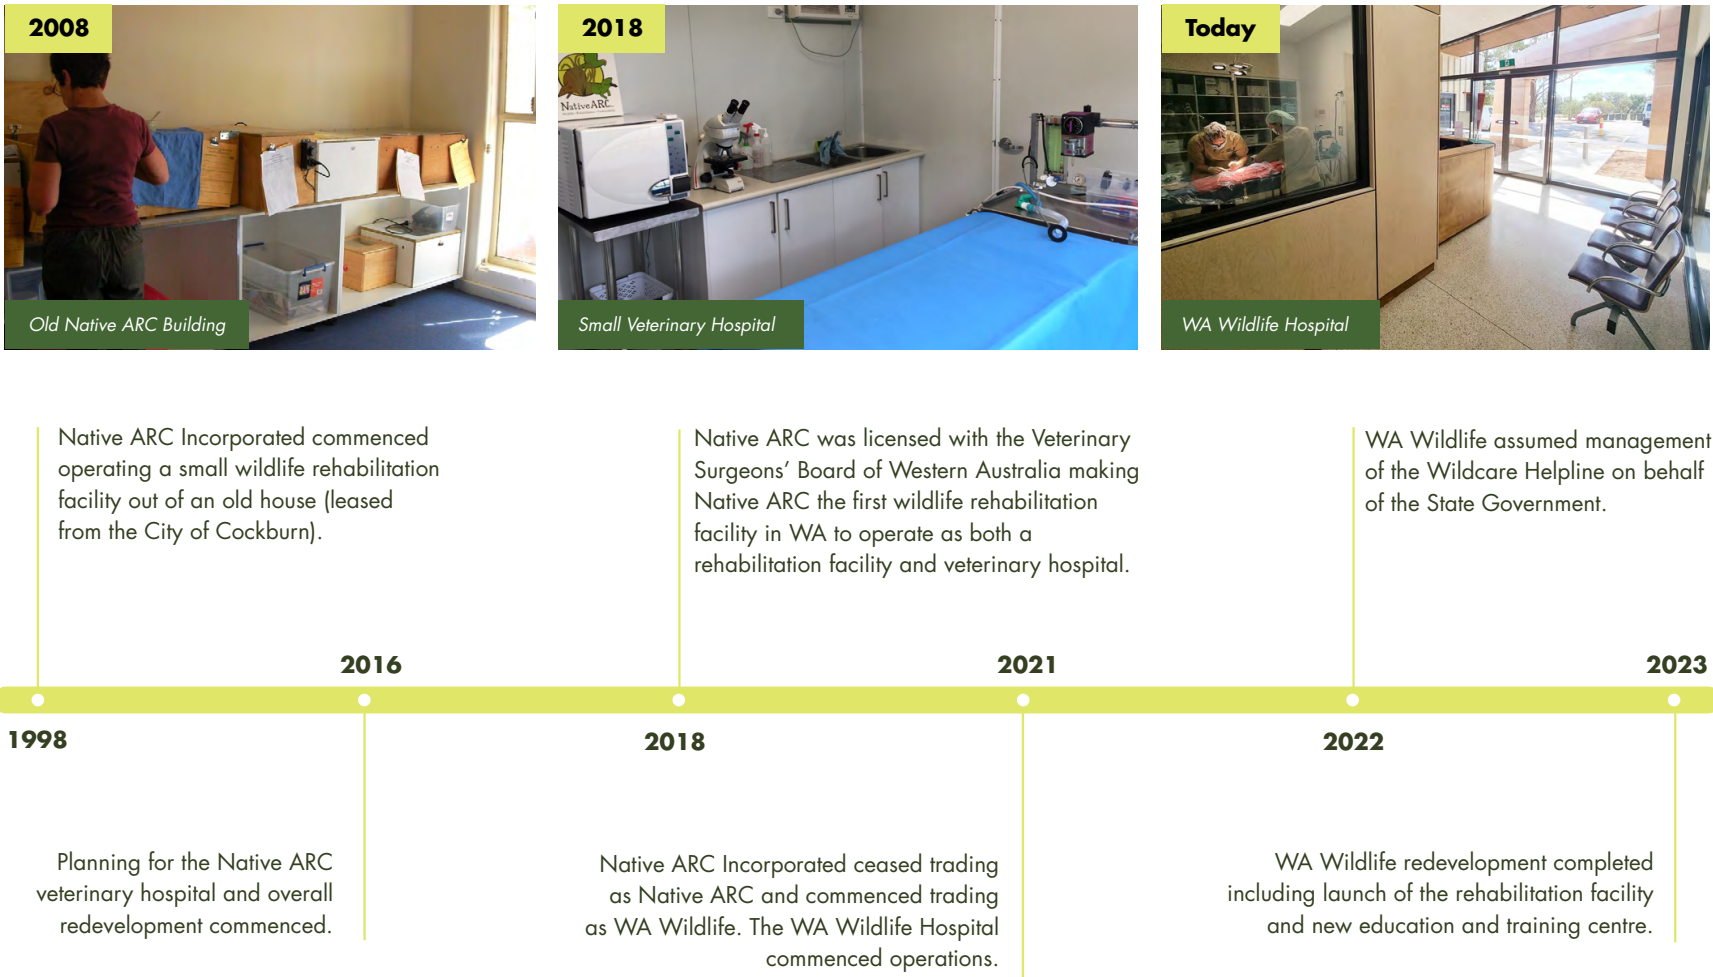 2008
Old Native ARC Building
2018
NativeARC
Small Veterinary Hospital
Today
WA Wildlife Hospital
Native ARC Incorporated commenced
operating a small wildlife rehabilitation
facility out of an old house (leased
from the City of Cockburn).
Native ARC was licensed with the Veterinary
Surgeons’ Board of Western Australia making
Native ARC the first wildlife rehabilitation
facility in WA to operate as both a
rehabilitation facility and veterinary hospital.
WA Wildlife assumed management
of the Wildcare Helpline on behalf
of the State Government.
2016
2021
2023
1998
2018
2022
Planning for the Native ARC
veterinary hospital and overall
redevelopment commenced.
Native ARC Incorporated ceased trading
as Native ARC and commenced trading
as WA Wildlife. The WA Wildlife Hospital
commenced operations.
WA Wildlife redevelopment completed
including launch of the rehabilitation facility
and new education and training centre.